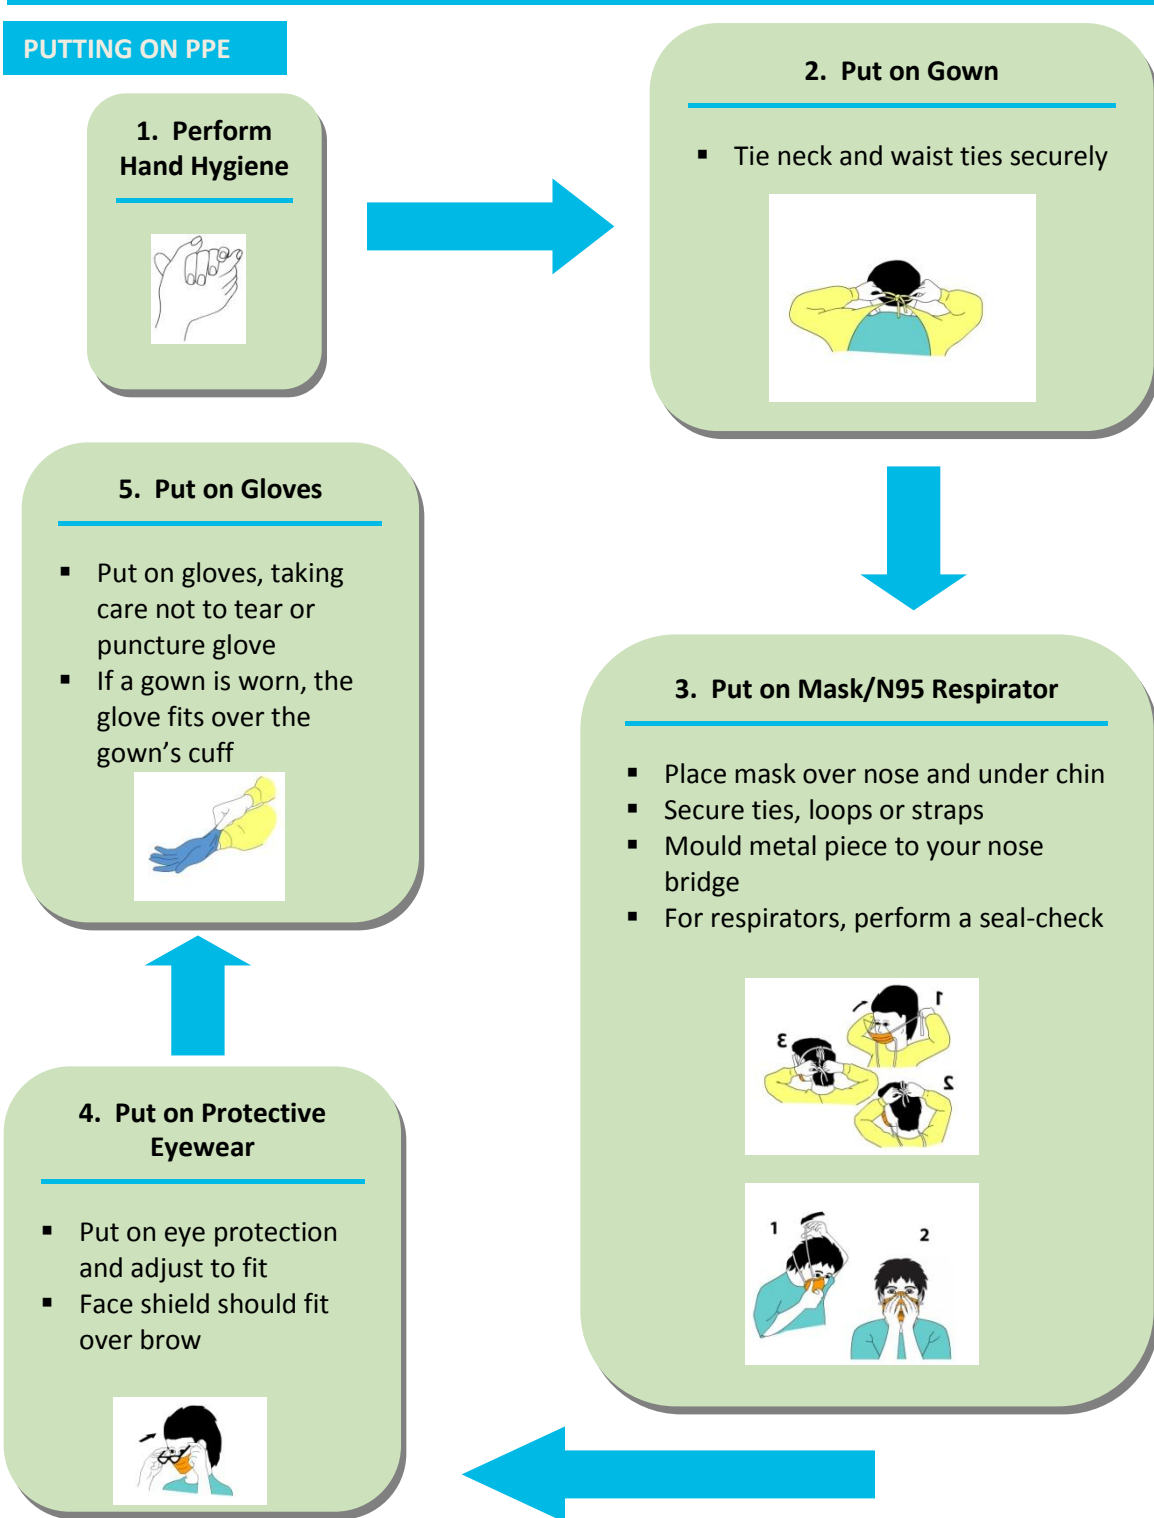 PUTTING ON PPE
1. Perform
Hand Hygiene
2. Put on Gown
▪ Tie neck and waist ties securely
3. Put on Mask/N95 Respirator
▪ Place mask over nose and under chin
▪ Secure ties, loops or straps
▪ Mould metal piece to your nose
bridge
▪ For respirators, perform a seal-check
1
3
2
1
2
4. Put on Protective
Eyewear
▪ Put on eye protection
and adjust to fit
▪ Face shield should fit
over brow
5. Put on Gloves
▪ Put on gloves, taking
care not to tear or
puncture glove
▪ If a gown is worn, the
glove fits over the
gown’s cuff